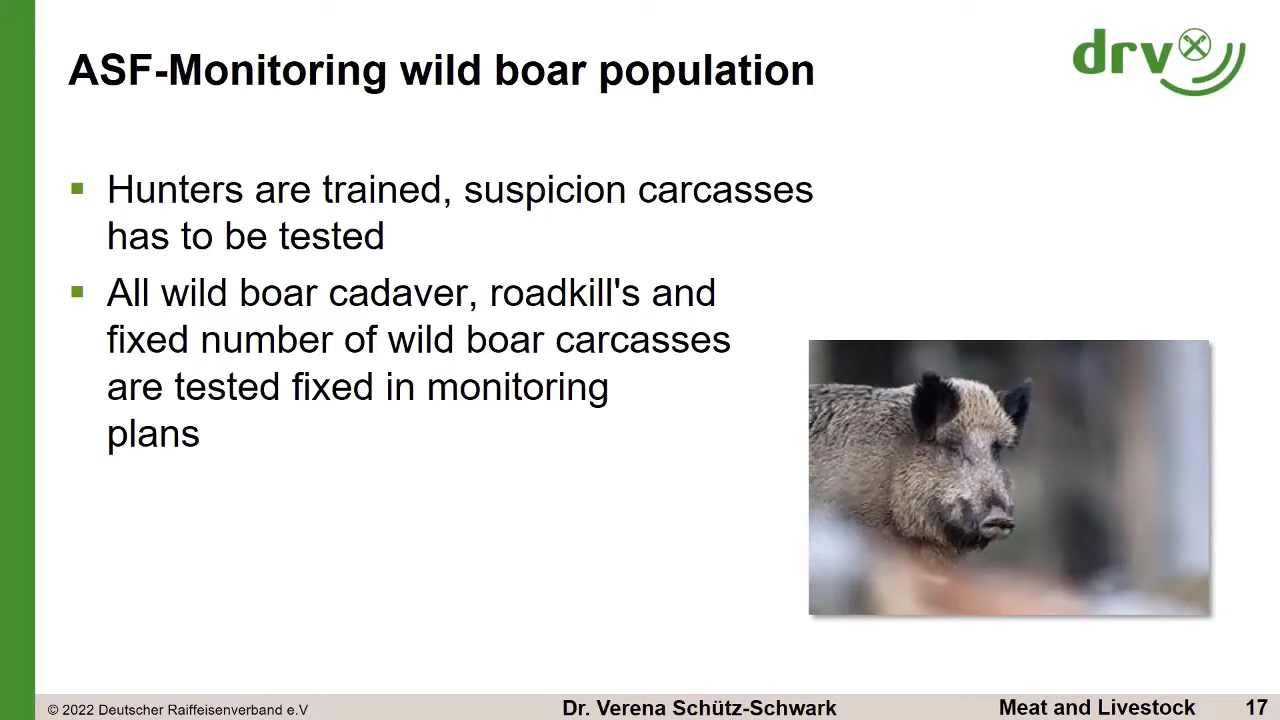 ASF-Monitoring wild boar population
drv
Hunters are trained, suspicion carcasses
has to be tested
All wild boar cadaver, roadkill's and
fixed number of wild boar carcasses
are tested fixed in monitoring
plans
© 2022 Deutscher Raiffeisenverband e.V
Dr. Verena Schütz-Schwark
Meat and Livestock
17